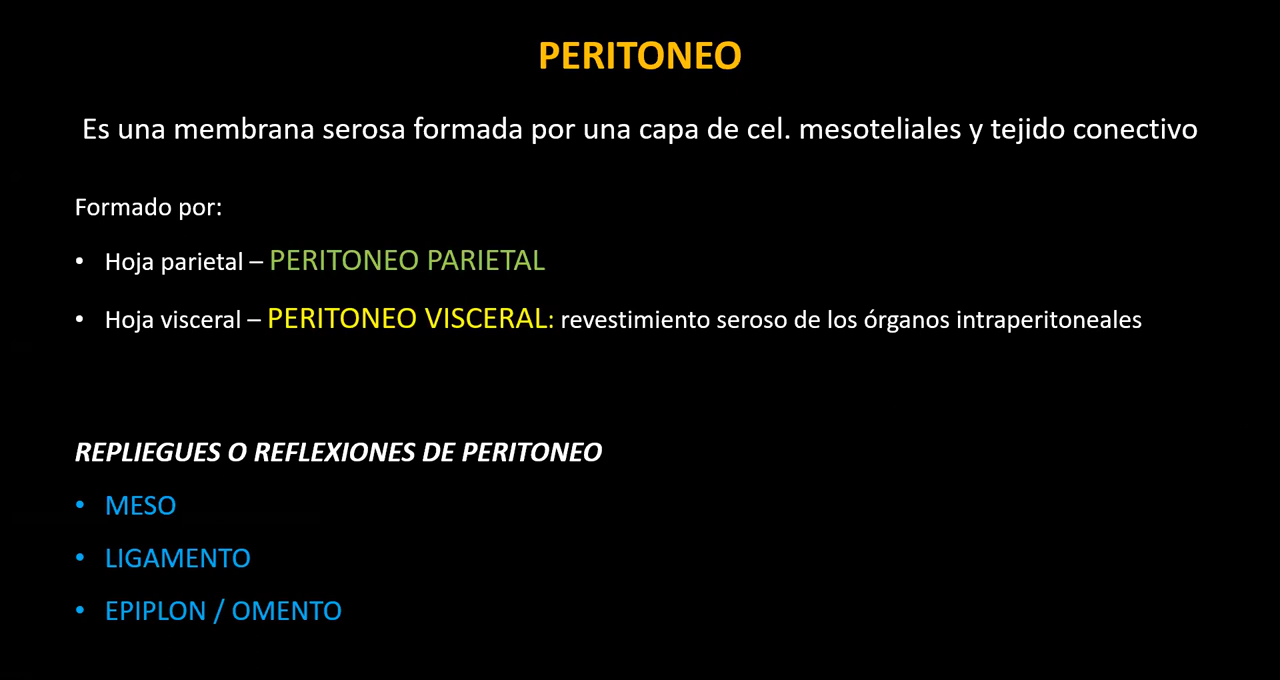 PERITONEO
Es una membrana serosa formada por una capa de cel. mesoteliales y tejido conectivo
Formado por:
• Hoja parietal – PERITONEO PARIETAL
• Hoja visceral – PERITONEO VISCERAL: revestimiento seroso de los órganos intraperitoneales
REPLIEGUES O REFLEXIONES DE PERITONEO
• MESO
• LIGAMENTO
• EPIPLON / OMENTO